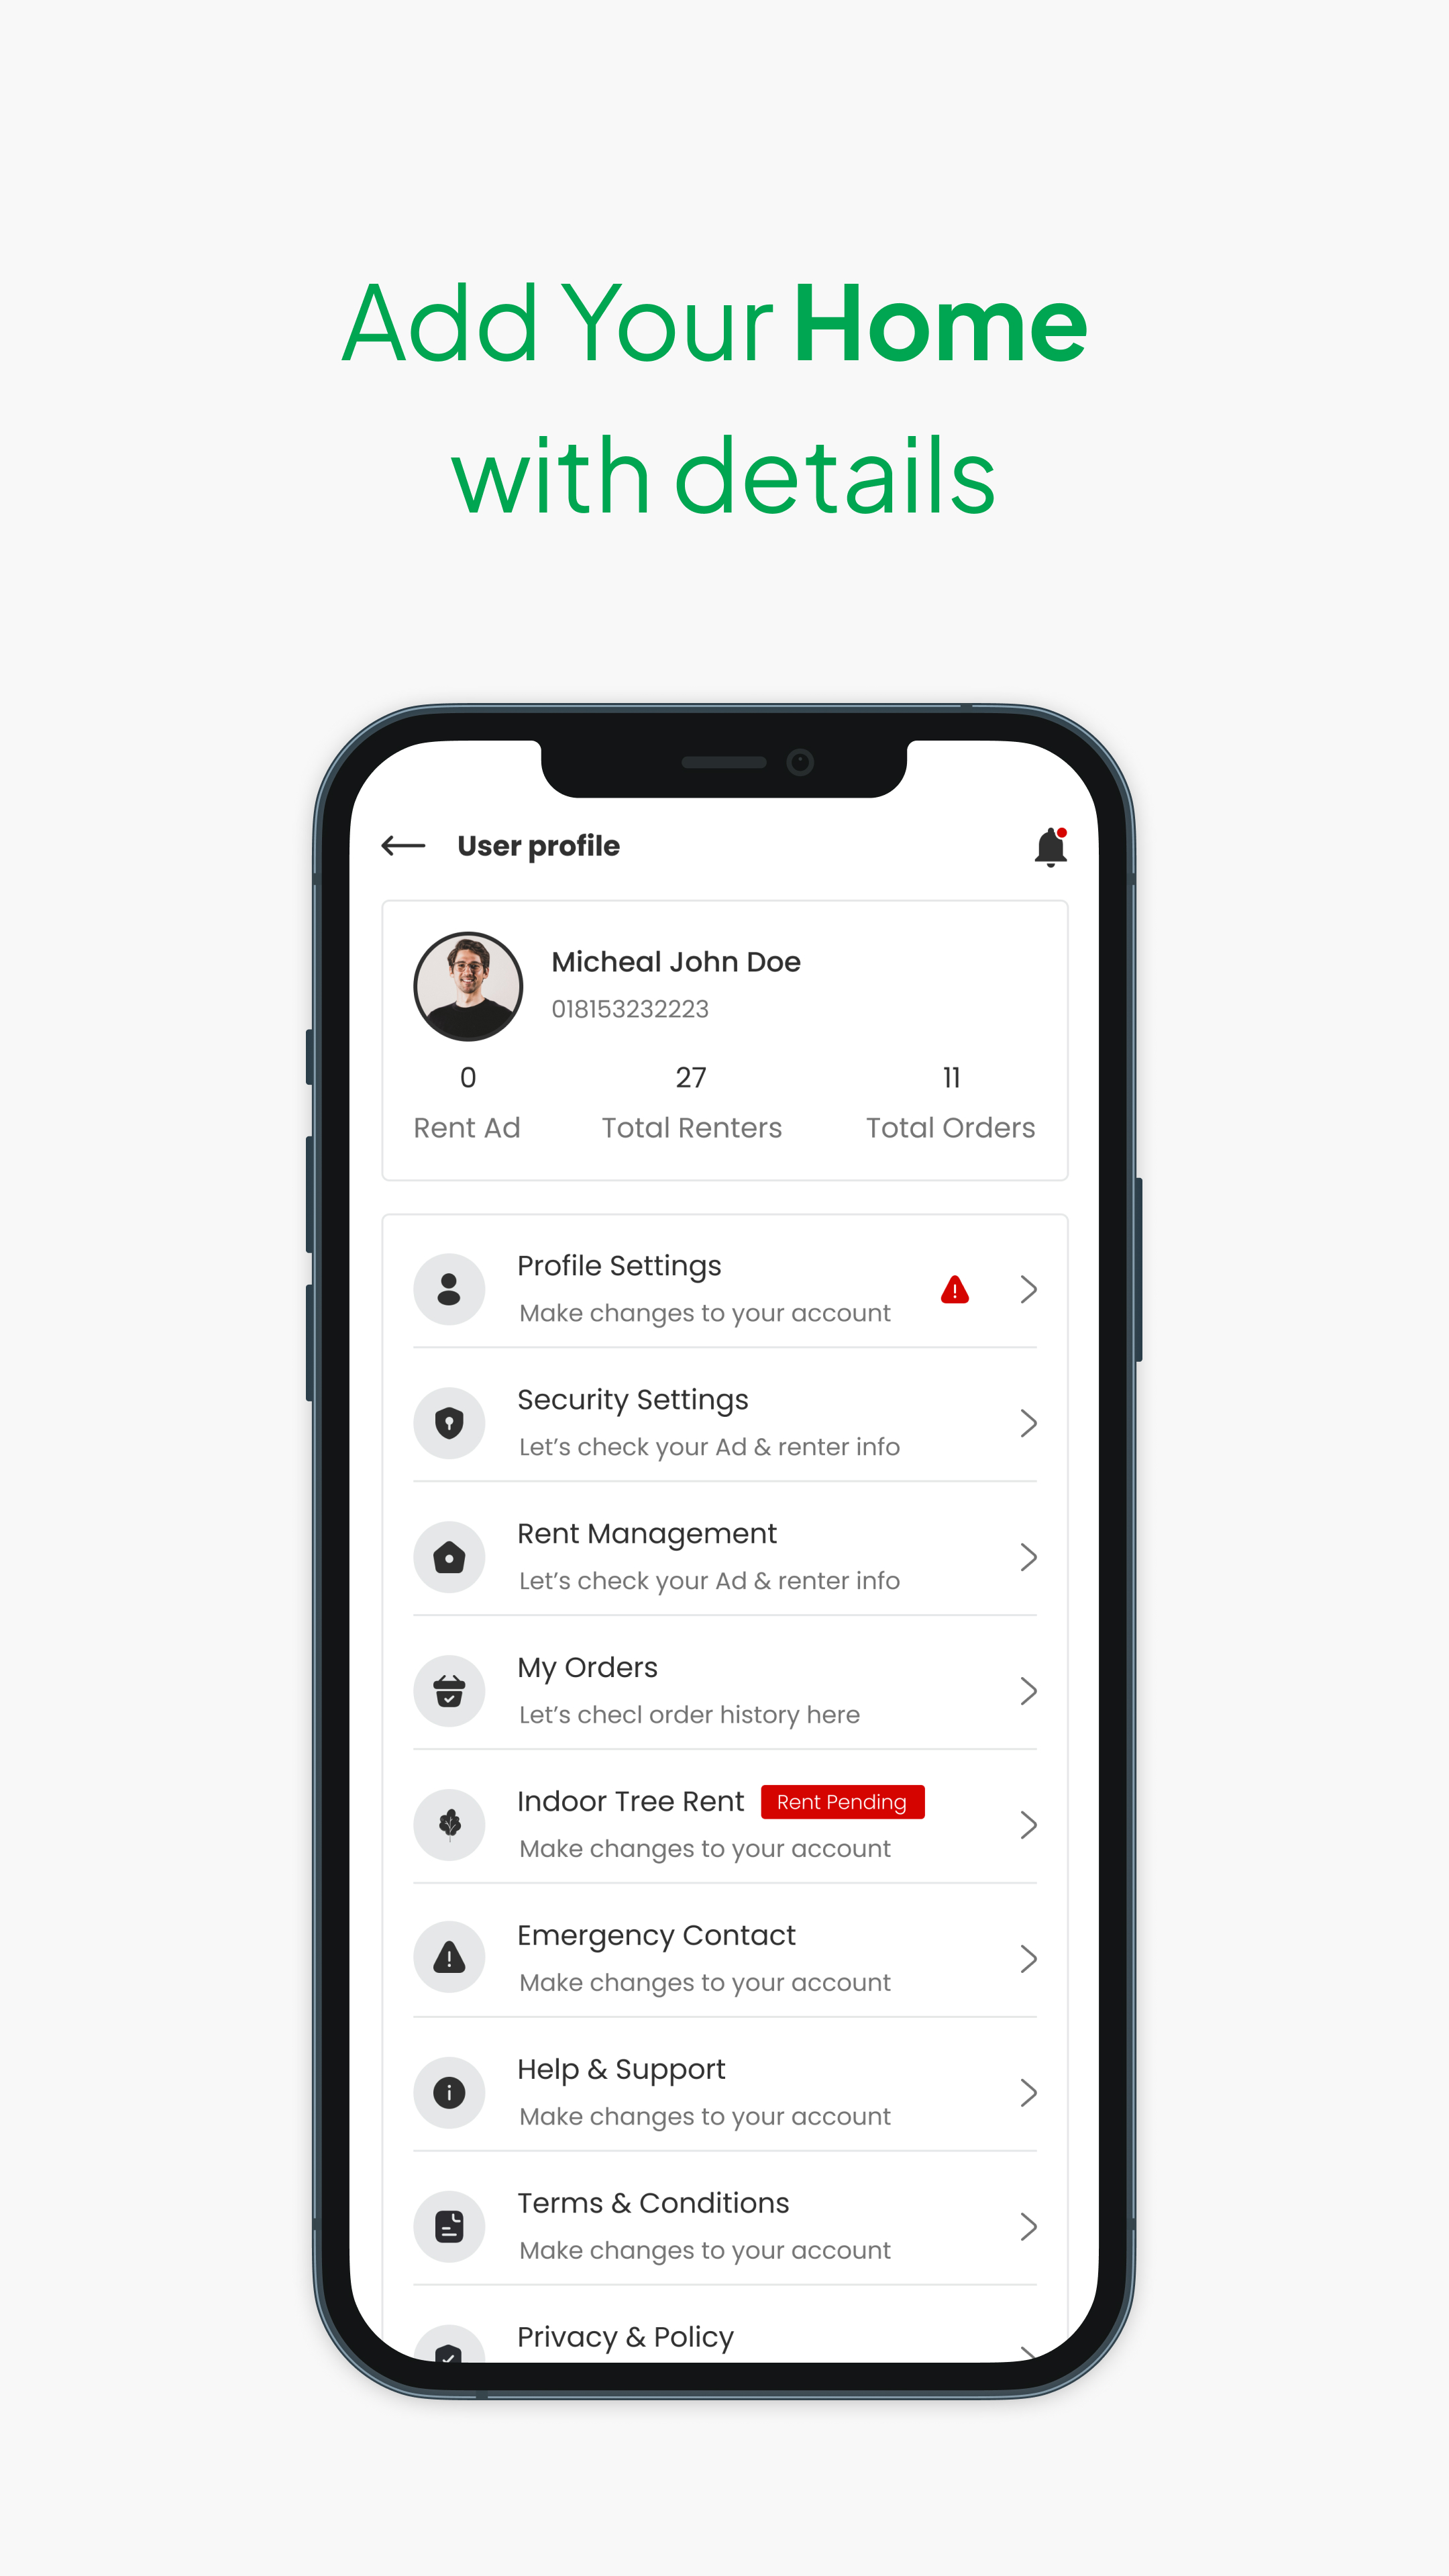 Add Your Home
with details
User profile
Micheal John Doe
018153232223
0 27 11
Rent Ad Total Renters Total Orders
Profile Settings
Make changes to your account
Security Settings
Let’s check your Ad & renter info
Rent Management
Let’s check your Ad & renter info
My Orders
Let’s checl order history here
Indoor Tree Rent Rent Pending
Make changes to your account
Emergency Contact
Make changes to your account
Help & Support
Make changes to your account
Terms & Conditions
Make changes to your account
Privacy & Policy